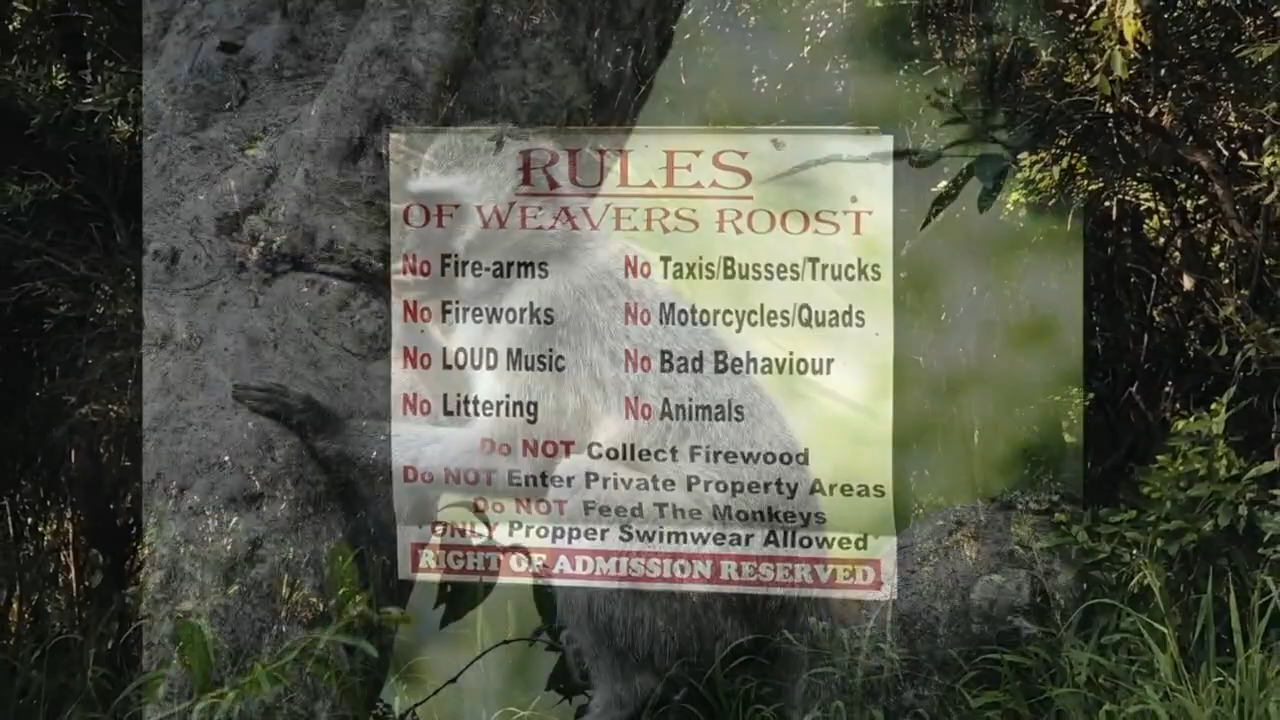 RULES
OF WEAVERS ROOST
No Fire-arms
No Fireworks
No LOUD Music
No Littering
No Taxis/Busses/Trucks
No Motorcycles/Quads
No Bad Behaviour
No Animals
Do NOT Collect Firewood
Do NOT Enter Private Property Areas
Do NOT Feed The Monkeys
ONLY Propper Swimwear Allowed
RIGHT OF ADMISSION RESERVED